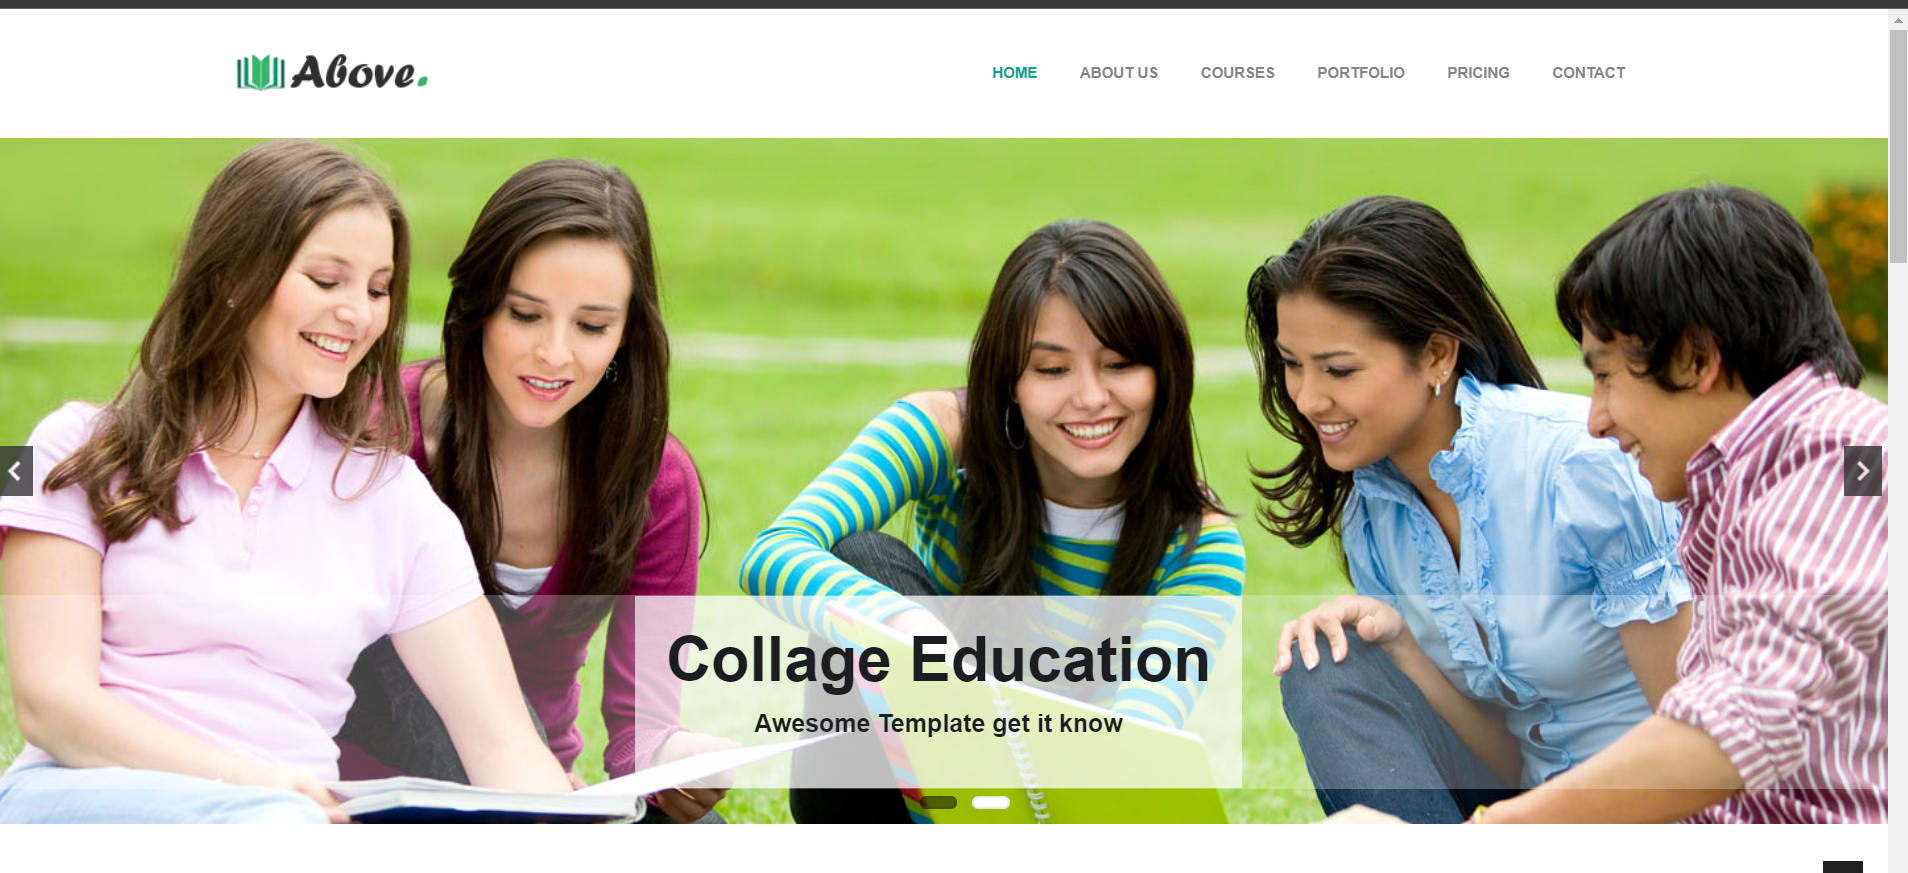 Above.
HOME
ABOUT US
COURSES
PORTFOLIO
PRICING
CONTACT
Collage Education
Awesome Template get it know